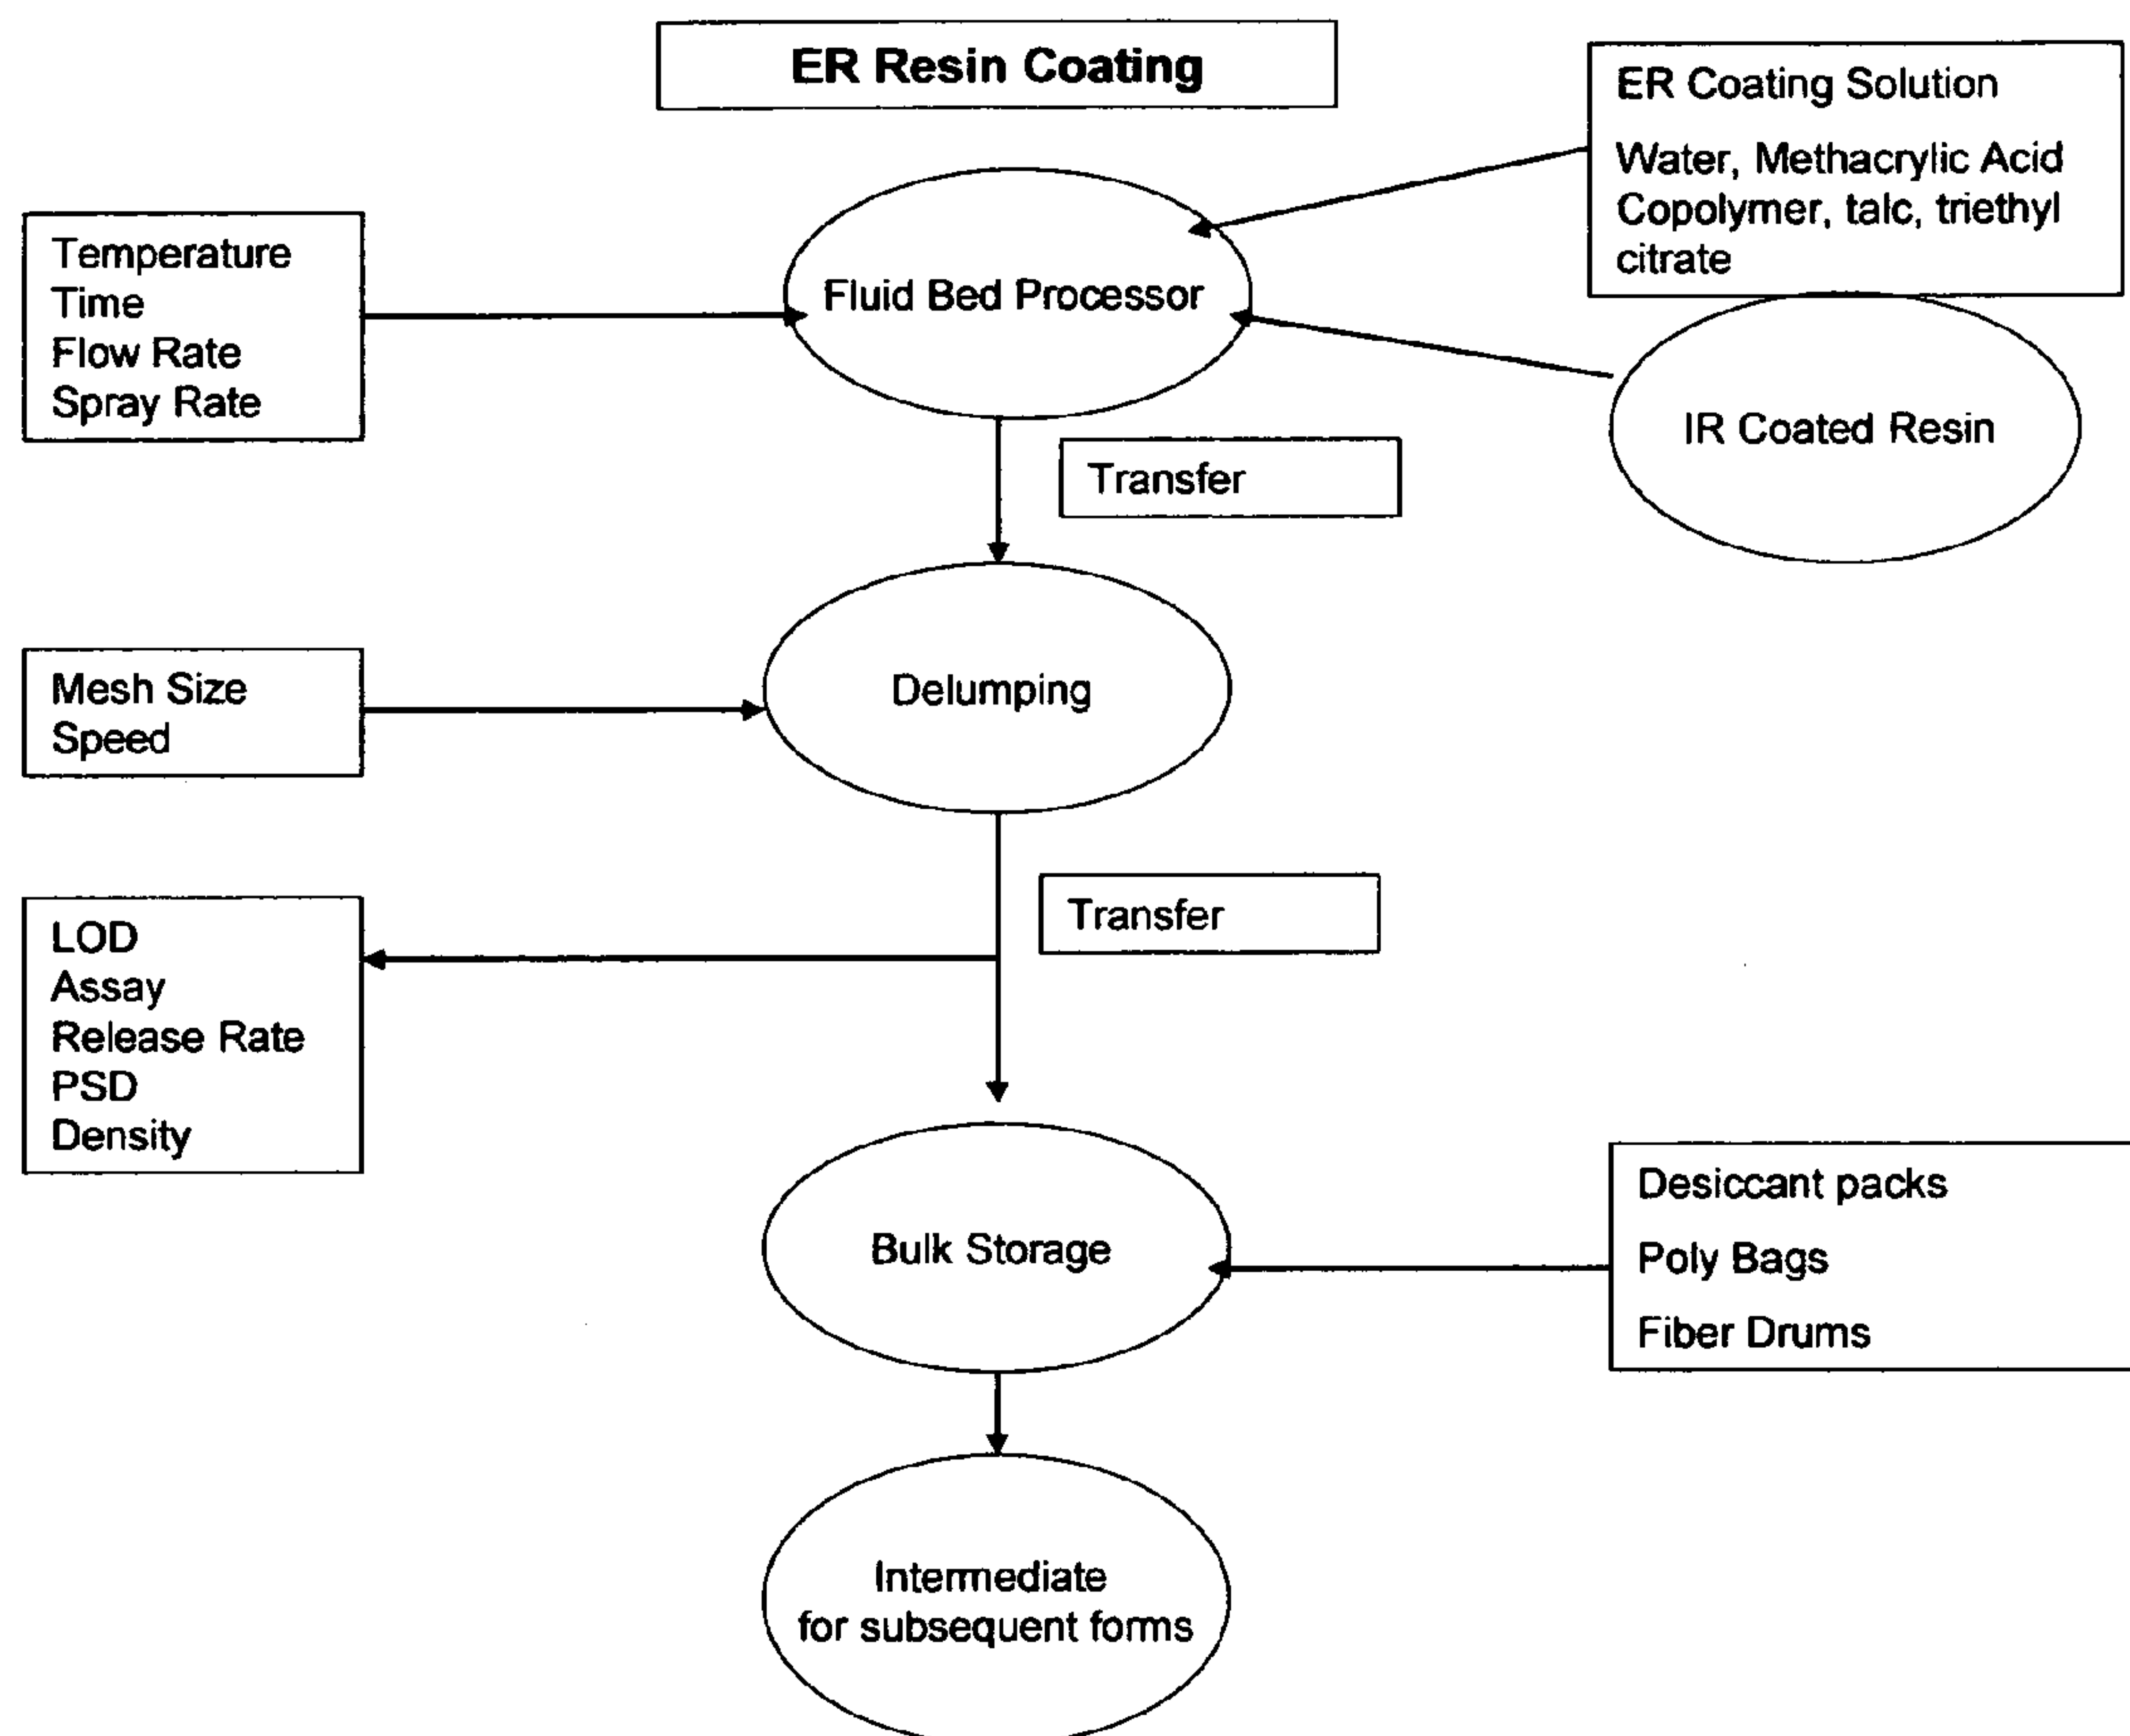 ER Resin Coating
ER Coating Solution
Water, Methacrylic Acid
Copolymer, talc, triethyl
citrate
Temperature
Time
Flow Rate
Spray Rate
Fluid Bed Processor
IR Coated Resin
Transfer
Mesh Size
Speed
Delumping
Transfer
LOD
Assay
Release Rate
PSD
Density
Bulk Storage
Desiccant packs
Poly Bags
Fiber Drums
Intermediate
for subsequent forms